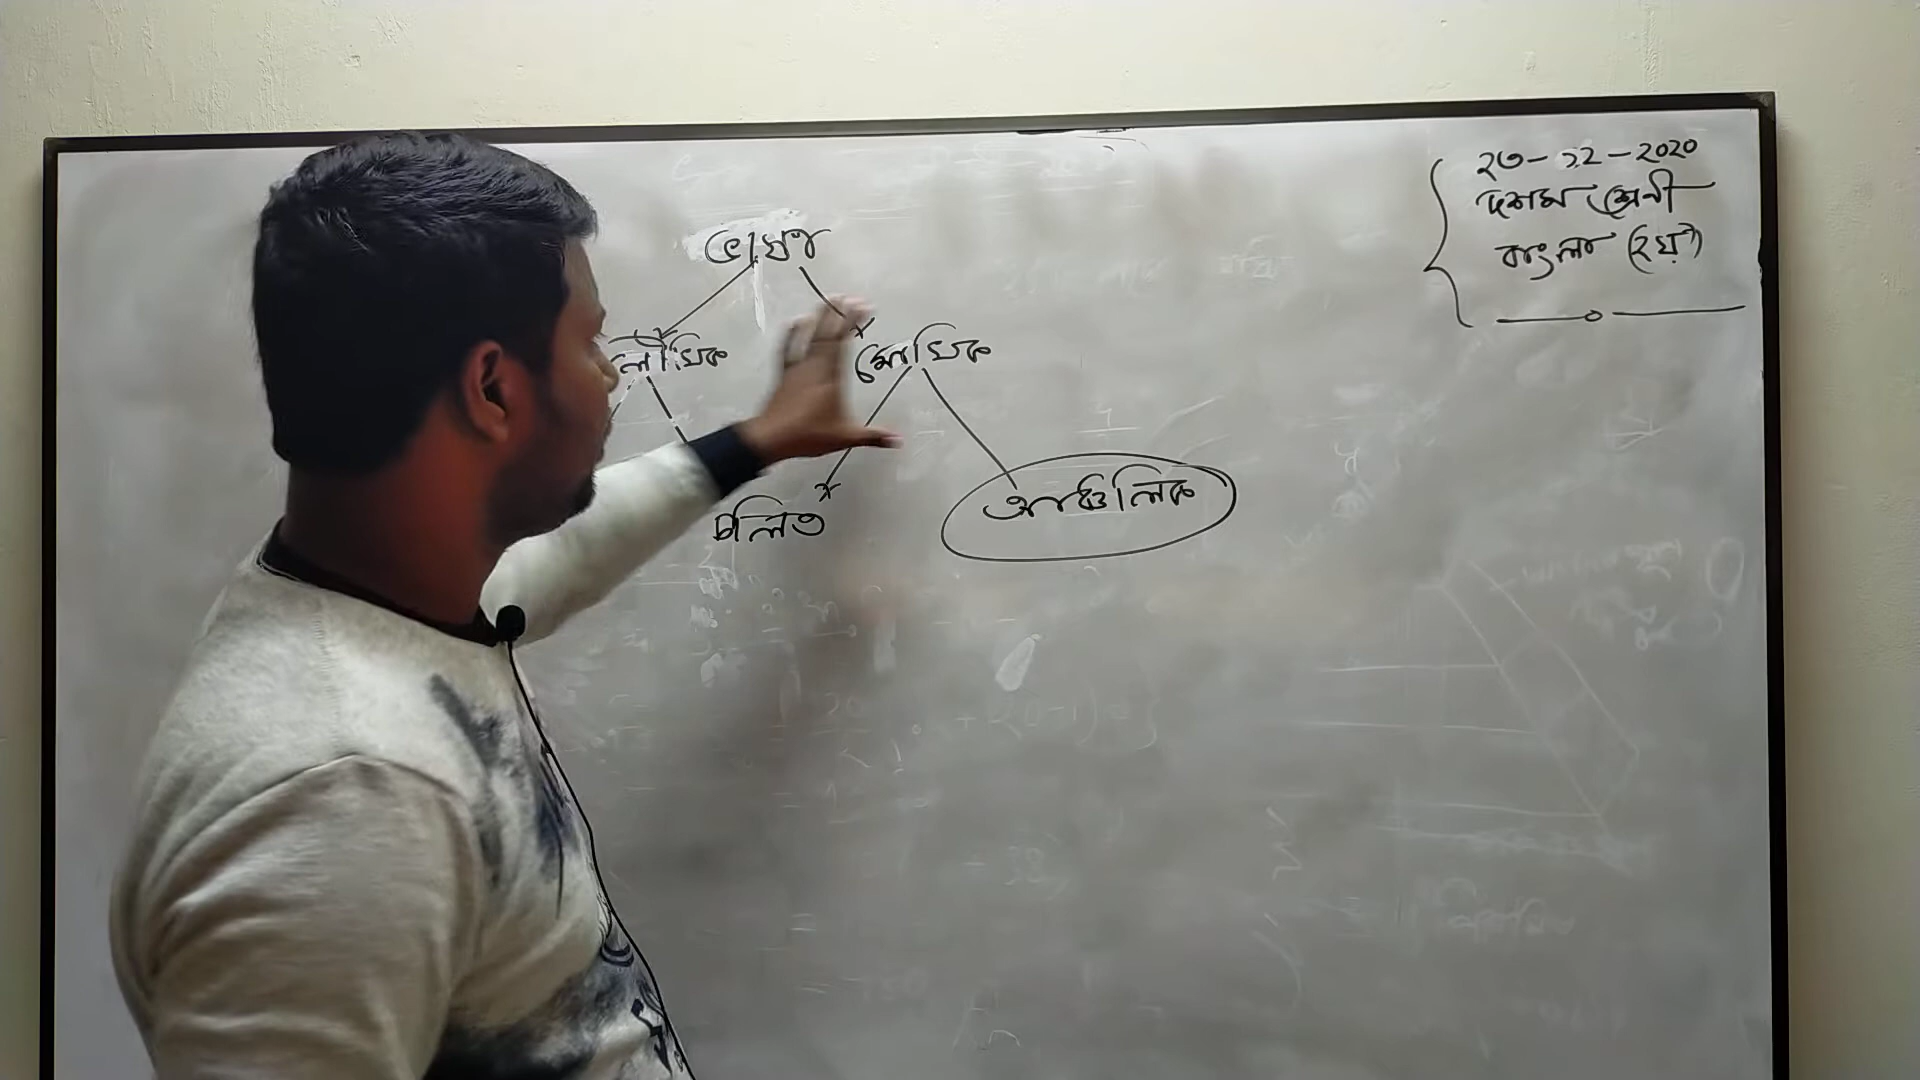 ২৩-১২-২০২০
দশম শ্রেণী
বাংলা (২য়)
ভাষা
লৈখিক
মৌখিক
চলিত
আঞ্চলিক